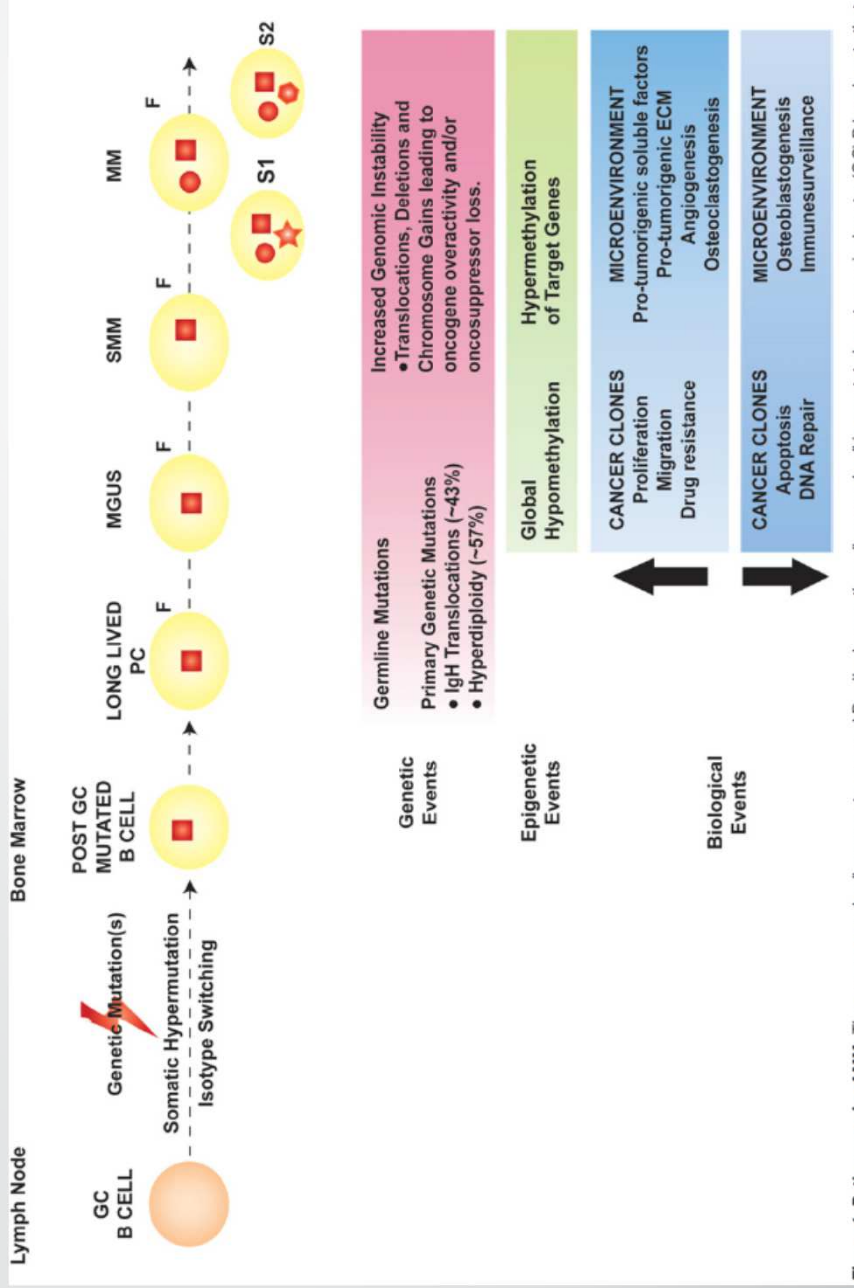 Lymph Node
Bone Marrow
GC
B CELL
Genetic Mutation(s)
Somatic Hypermutation
Isotype Switching
POST GC
MUTATED
B CELL
LONG LIVED
PC
F
MGUS
F
SMM
F
MM
F
S1
S2
Genetic
Events
Germline Mutations
Primary Genetic Mutations
● IgH Translocations (~43%)
● Hyperdiploidy (~57%)
Increased Genomic Instability
●Translocations, Deletions and
Chromosome Gains leading to
oncogene overactivity and/or
oncosuppressor loss.
Epigenetic
Events
Global
Hypomethylation
Hypermethylation
of Target Genes
Biological
Events
CANCER CLONES
Proliferation
Migration
Drug resistance
MICROENVIRONMENT
Pro-tumorigenic soluble factors
Pro-tumorigenic ECM
Angiogenesis
Osteoclastogenesis
CANCER CLONES
Apoptosis
DNA Repair
MICROENVIRONMENT
Osteoblastogenesis
Immunesurveillance